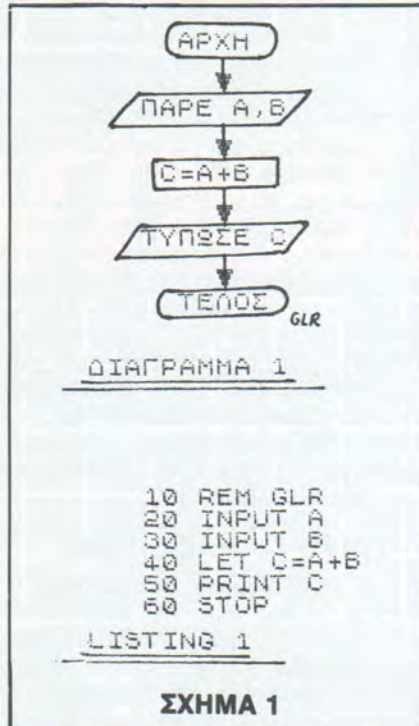 ΑΡΧΗ
ΠΑΡΕ Α,Β
C=A+B
ΤΥΠΩΣΕ C
ΤΕΛΟΣ
GLR
ΔΙΑΓΡΑΜΜΑ 1
10 REM GLR
20 INPUT A
30 INPUT B
40 LET C=A+B
50 PRINT C
60 STOP
LISTING 1
ΣΧΗΜΑ 1